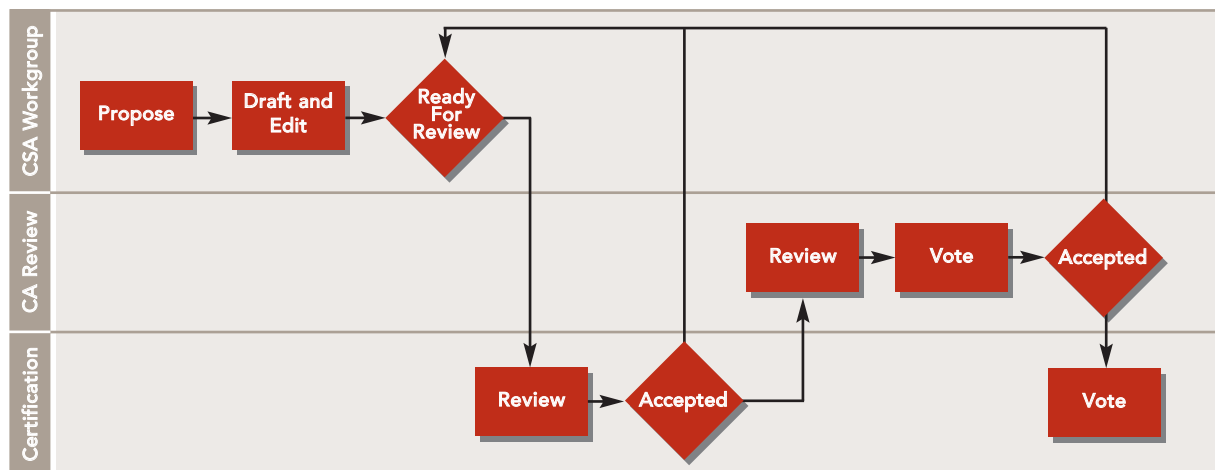 CSA Workgroup
Propose
Draft and
Edit
Ready
For
Review
CA Review
Review
Vote
Accepted
Certification
Review
Accepted
Vote